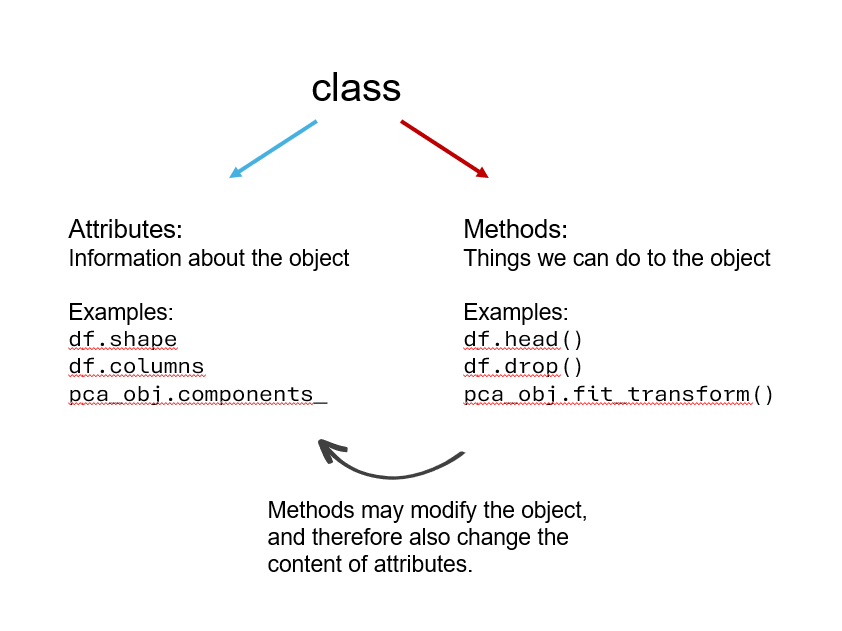 class
Attributes:
Information about the object
Examples:
df.shape
df.columns
pca_obj.components_
Methods:
Things we can do to the object
Examples:
df.head()
df.drop()
pca_obj.fit_transform()
Methods may modify the object,
and therefore also change the
content of attributes.